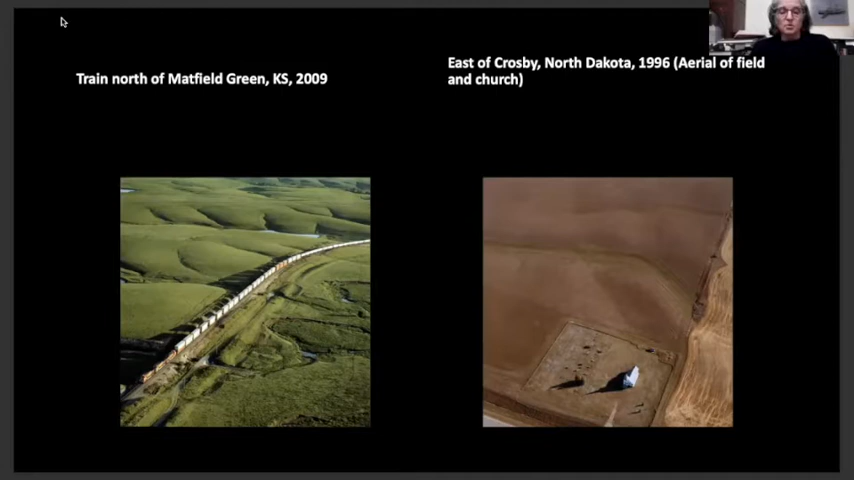 Train north of Matfield Green, KS, 2009
East of Crosby, North Dakota, 1996 (Aerial of field
and church)